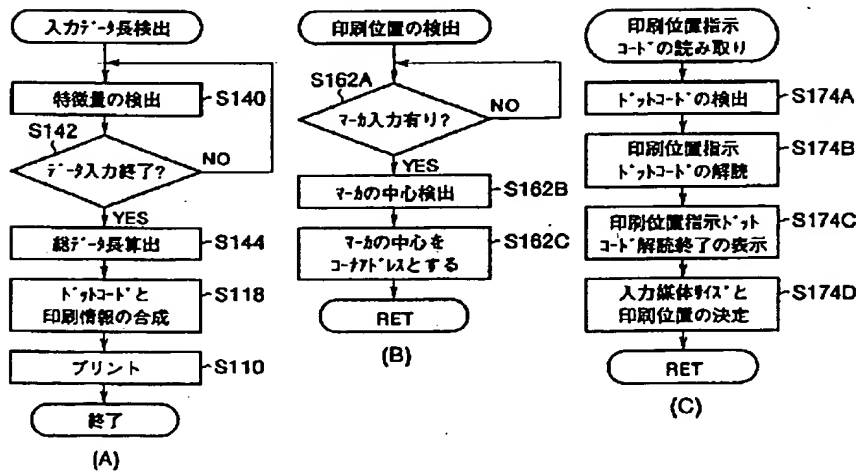 入力ﾃﾞｰﾀ長検出
特徴量の検出
S140
S142
ﾃﾞｰﾀ入力終了?
NO
YES
総ﾃﾞｰﾀ長算出
S144
ﾄﾞｯﾄｺｰﾄﾞと
印刷情報の合成
S118
プリント
S110
終了
(A)
印刷位置の検出
S162A
ﾏｰｶ入力有り?
NO
YES
ﾏｰｶの中心検出
S162B
ﾏｰｶの中心を
ｺｰﾅｱﾄﾞﾚｽとする
S162C
RET
(B)
印刷位置指示
ｺｰﾄﾞの読み取り
ﾄﾞｯﾄｺｰﾄﾞの検出
S174A
印刷位置指示
ﾄﾞｯﾄｺｰﾄﾞの解読
S174B
印刷位置指示ﾄﾞｯﾄ
ｺｰﾄﾞ解読終了の表示
S174C
入力媒体ｻｲｽﾞと
印刷位置の決定
S174D
RET
(C)